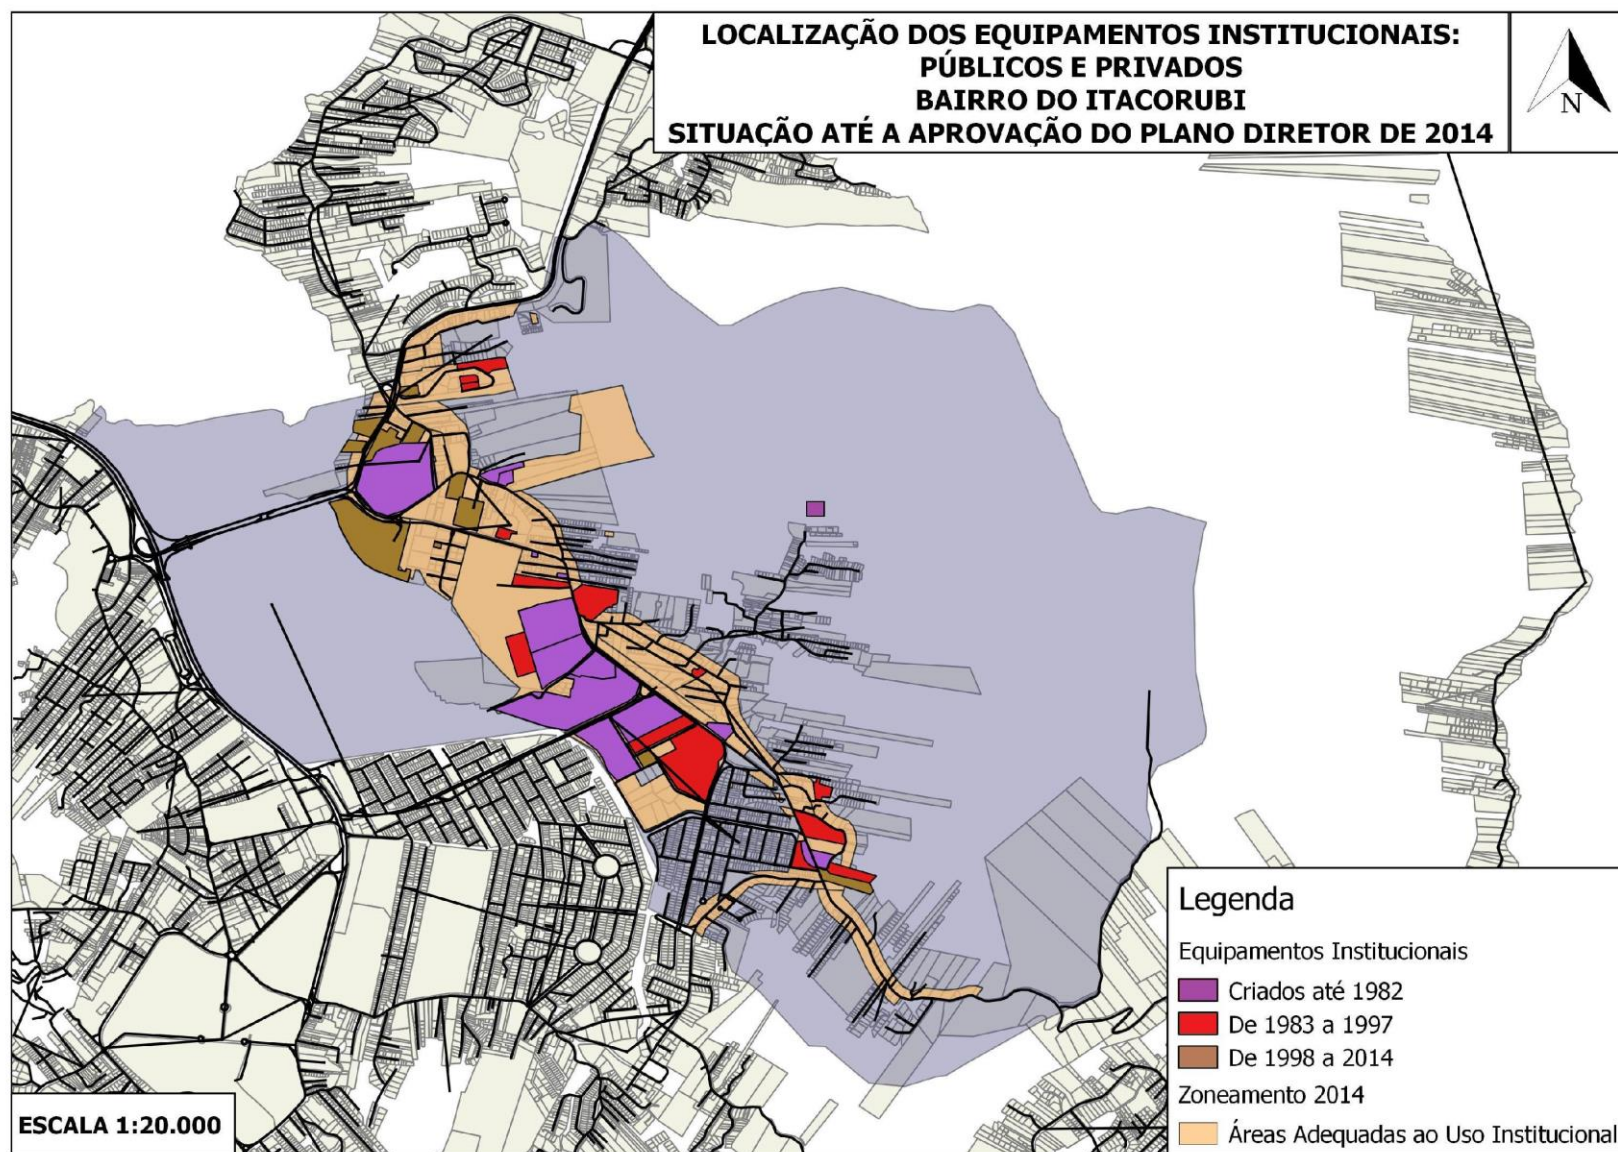 LOCALIZAÇÃO DOS EQUIPAMENTOS INSTITUCIONAIS:
PÚBLICOS E PRIVADOS
BAIRRO DO ITACORUBI
SITUAÇÃO ATÉ A APROVAÇÃO DO PLANO DIRETOR DE 2014
N
Legenda
Equipamentos Institucionais
Criados até 1982
De 1983 a 1997
De 1998 a 2014
Zoneamento 2014
Áreas Adequadas ao Uso Institucional
ESCALA 1:20.000